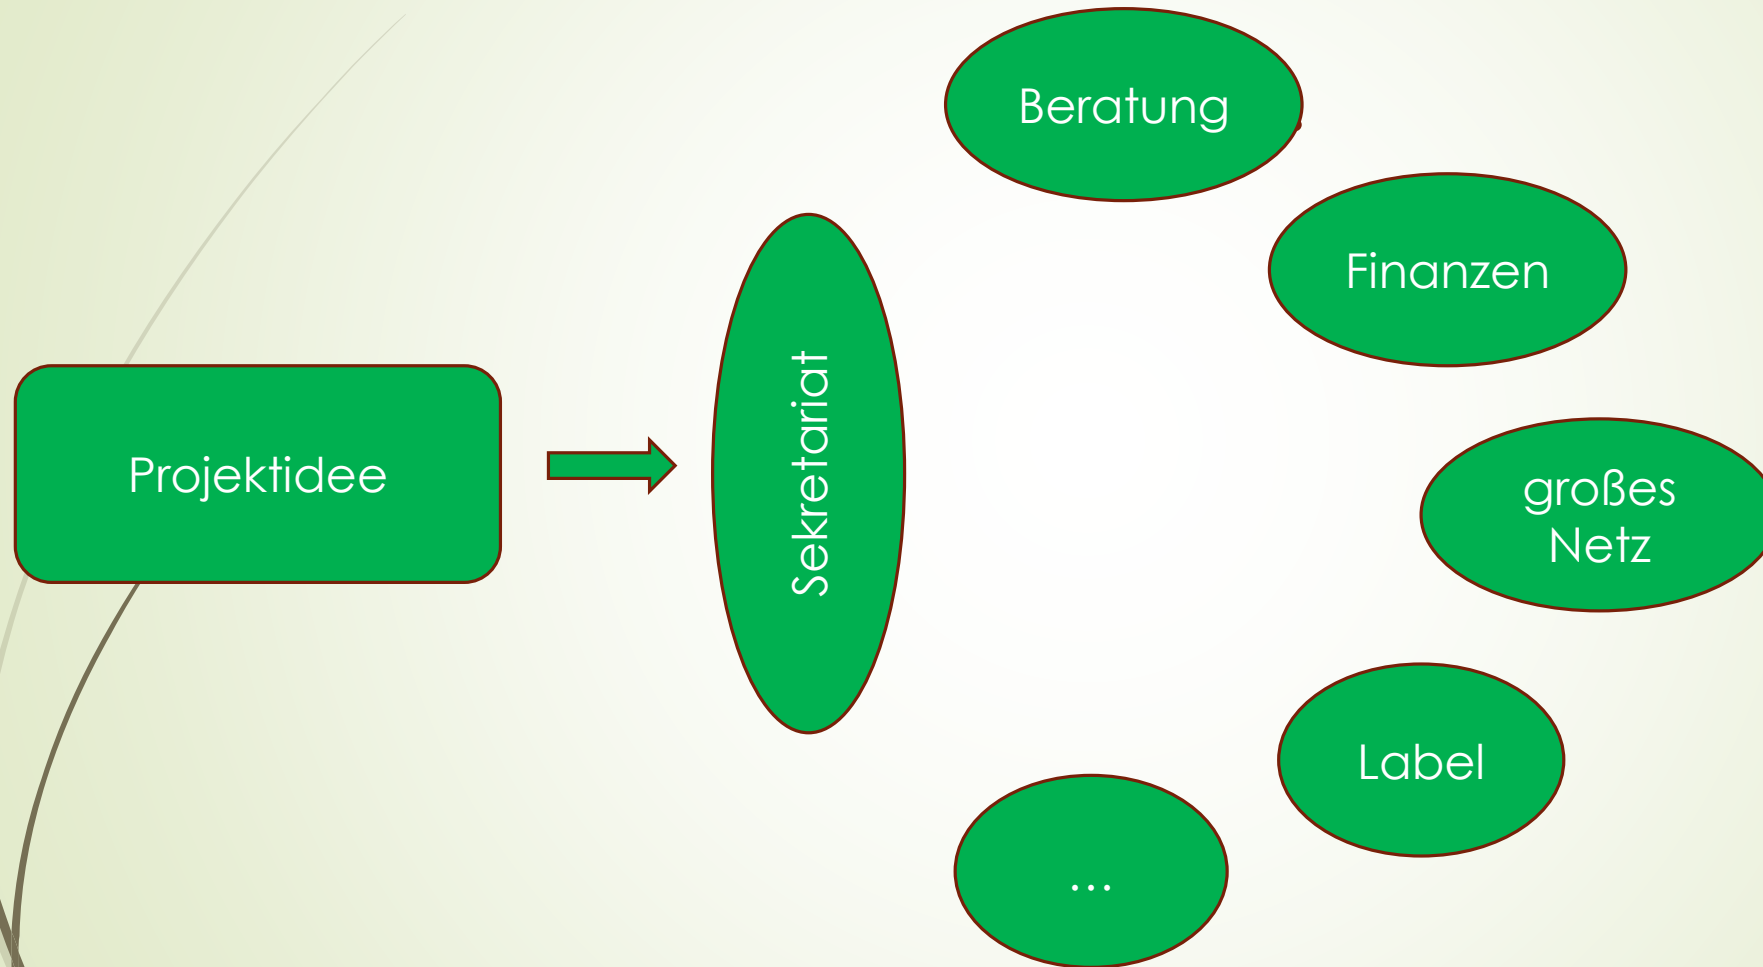 Beratung
Finanzen
Projektidee
Sekretariat
großes
Netz
Label
...